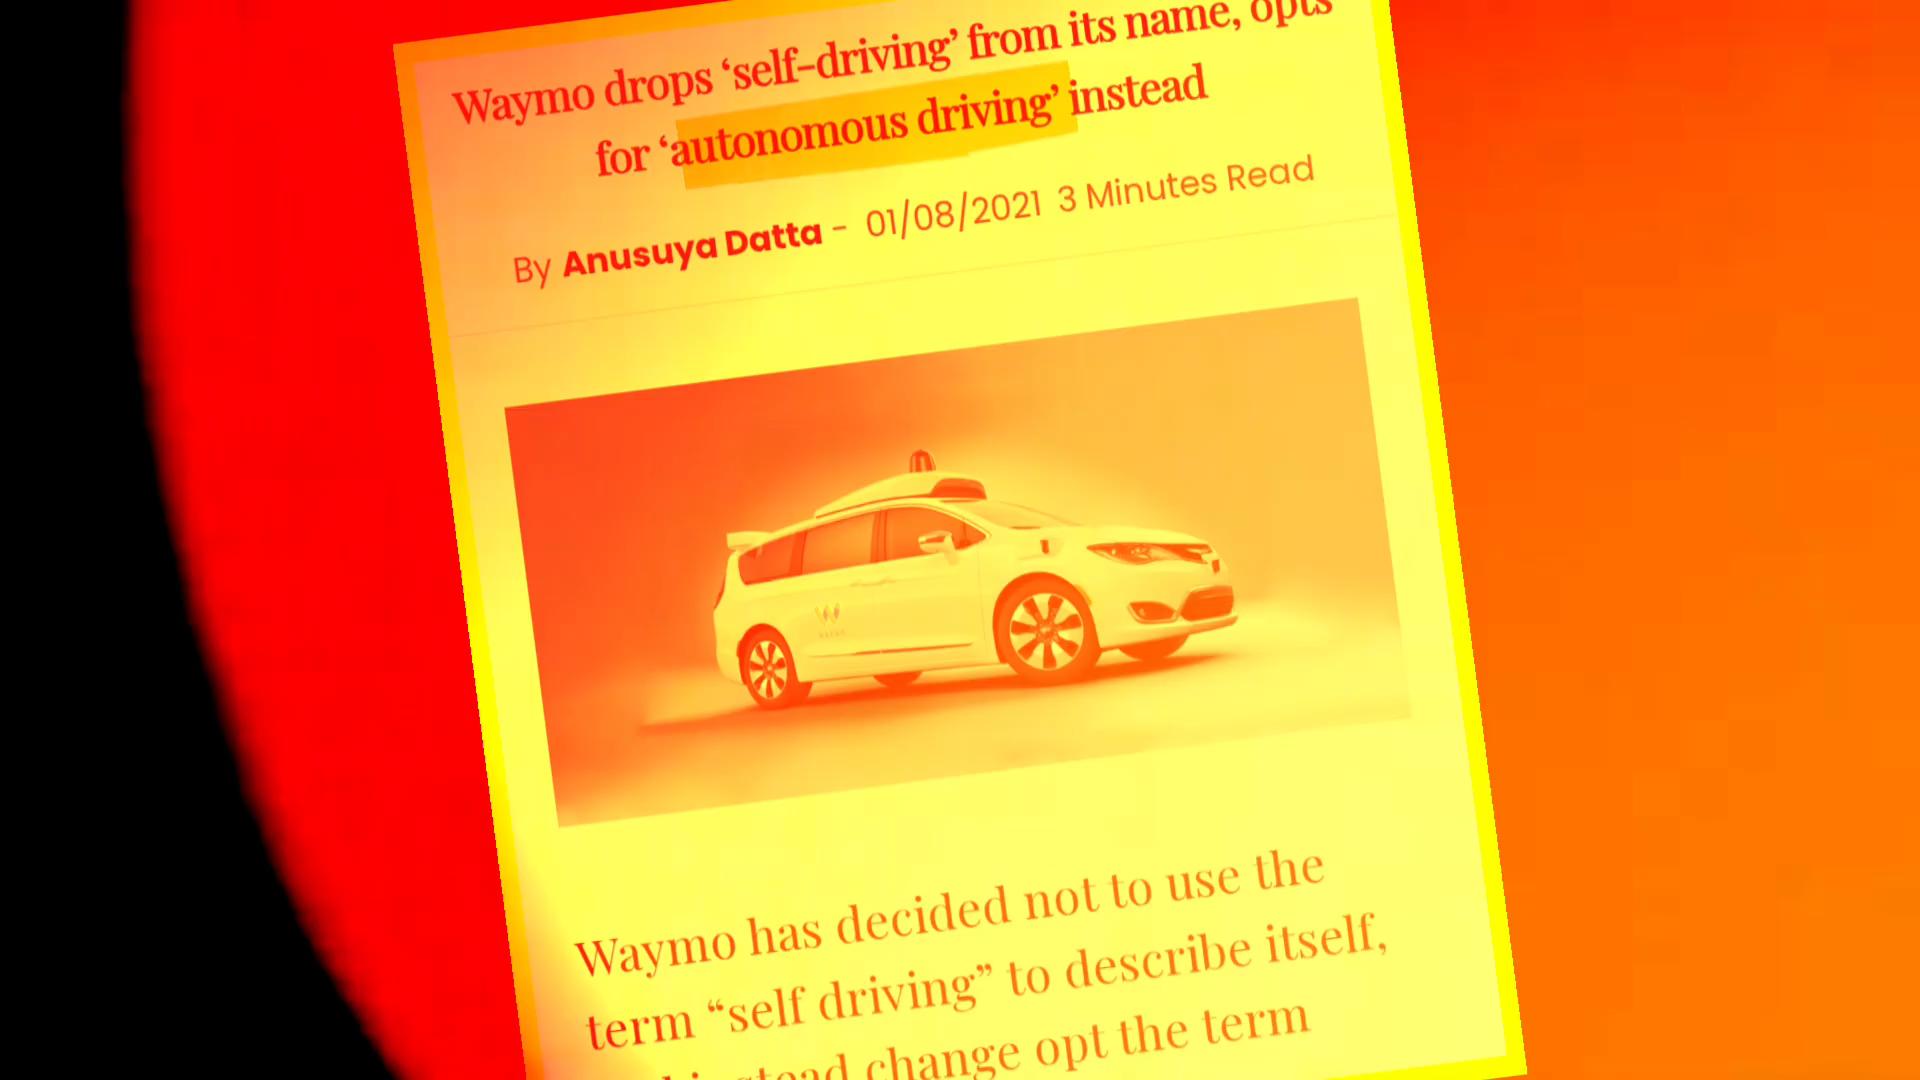 Waymo drops ‘self-driving’ from its name, opts
for ‘autonomous driving’ instead
By Anusuya Datta - 01/08/2021 3 Minutes Read
Waymo has decided not to use the
term “self driving” to describe itself,
instead change opt the term